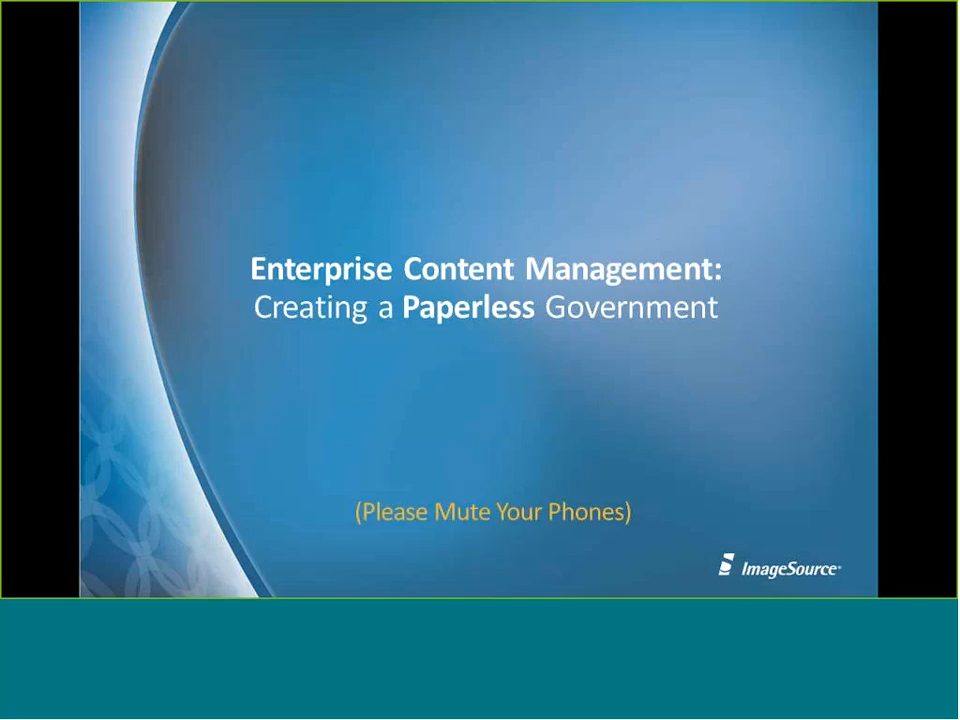 Enterprise Content Management:
Creating a Paperless Government
(Please Mute Your Phones)
ImageSource